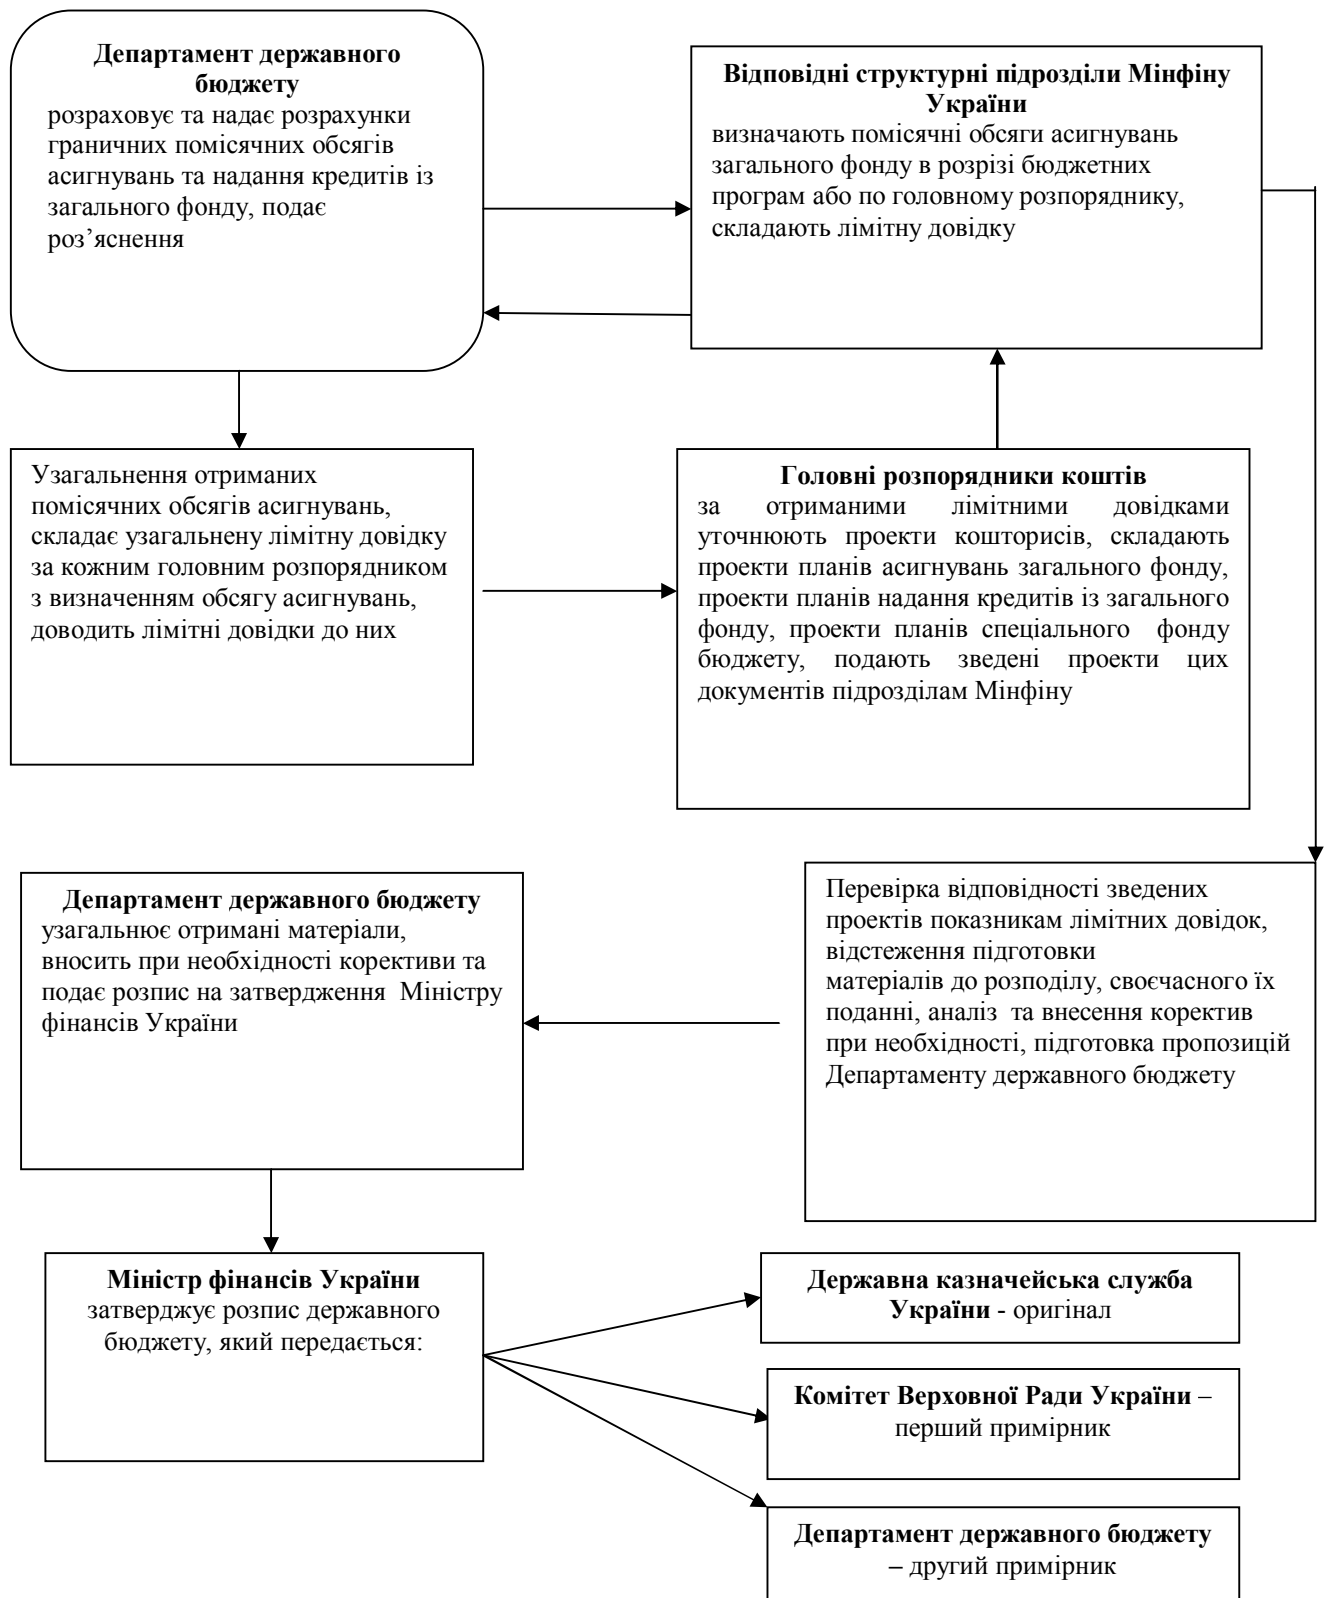 Департамент державного
бюджету
розраховує та надає розрахунки
граничних помісячних обсягів
асигнувань та надання кредитів із
загального фонду, подає
роз’яснення
Відповідні структурні підрозділи Мінфіну
України
визначають помісячні обсяги асигнувань
загального фонду в розрізі бюджетних
програм або по головному розпоряднику,
складають лімітну довідку
Узагальнення отриманих
помісячних обсягів асигнувань,
складає узагальнену лімітну довідку
за кожним головним розпорядником
з визначенням обсягу асигнувань,
доводить лімітні довідки до них
Головні розпорядники коштів
за отриманими лімітними довідками
уточнюють проекти кошторисів, складають
проекти планів асигнувань загального фонду,
проекти планів надання кредитів із загального
фонду, проекти планів спеціального фонду
бюджету, подають зведені проекти цих
документів підрозділам Мінфіну
Департамент державного бюджету
узагальнює отримані матеріали,
вносить при необхідності корективи та
подає розпис на затвердження Міністру
фінансів України
Перевірка відповідності зведених
проектів показникам лімітних довідок,
відстеження підготовки
матеріалів до розподілу, своєчасного їх
поданні, аналіз та внесення коректив
при необхідності, підготовка пропозицій
Департаменту державного бюджету
Міністр фінансів України
затверджує розпис державного
бюджету, який передається:
Державна казначейська служба
України - оригінал
Комітет Верховної Ради України –
перший примірник
Департамент державного бюджету
– другий примірник